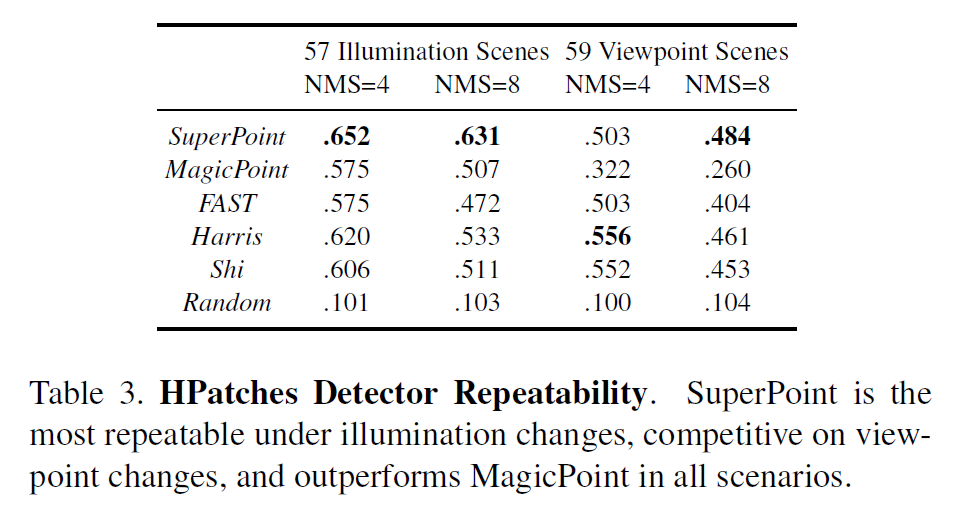 57 Illumination Scenes 59 Viewpoint Scenes
NMS=4 NMS=8 NMS=4 NMS=8
SuperPoint .652 .631 .503 .484
MagicPoint .575 .507 .322 .260
FAST .575 .472 .503 .404
Harris .620 .533 .556 .461
Shi .606 .511 .552 .453
Random .101 .103 .100 .104
Table 3. HPatches Detector Repeatability. SuperPoint is the
most repeatable under illumination changes, competitive on view-
point changes, and outperforms MagicPoint in all scenarios.